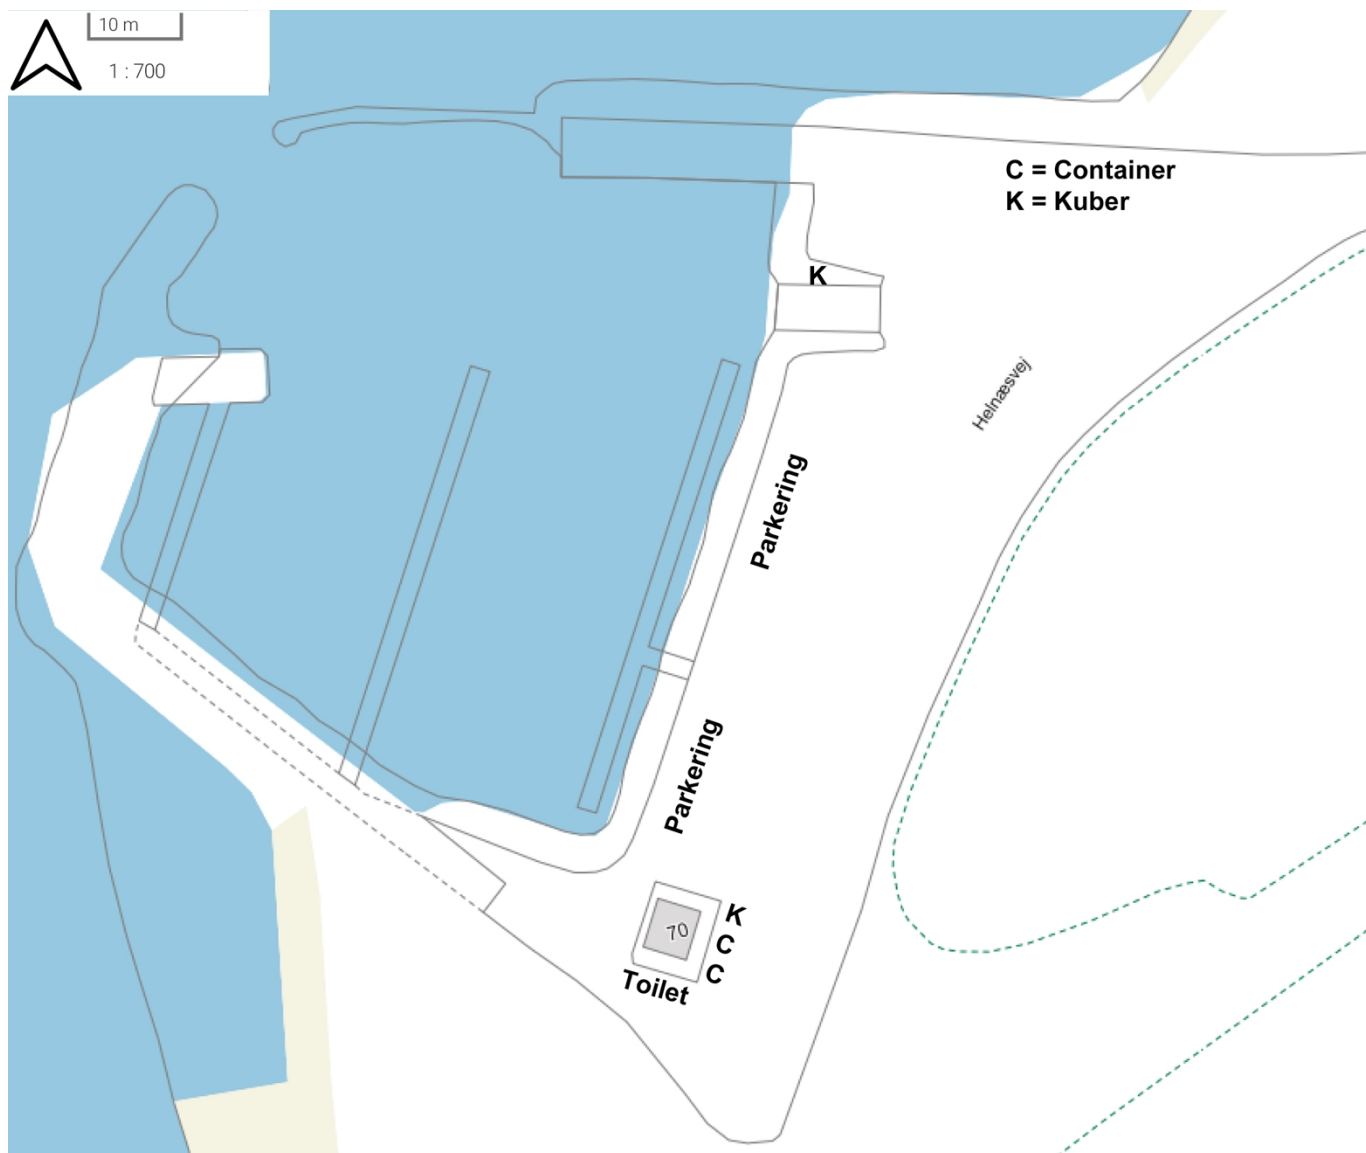 10 m
1 : 700
C = Container
K = Kuber
K
Helnæsvej
Parkering
Parkering
K
70
C
C
Toilet